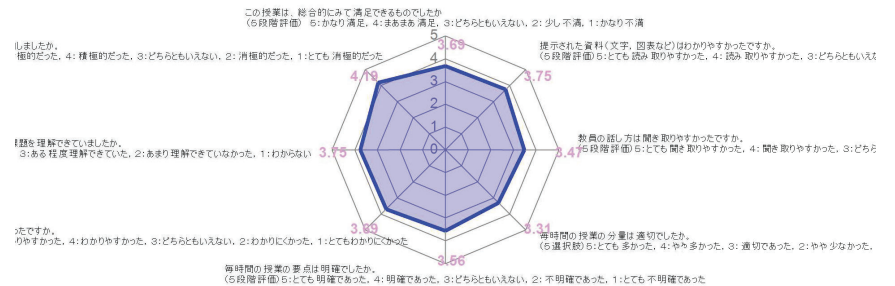 この授業は、総合的にみて満足できるものでしたか
(5段階評価) 5:かなり満足, 4:まあまあ満足, 3:どちらともいえない, 2:少し不満, 1:かなり不満
5
3.69
しましたか。
極的だった, 4:積極的だった, 3:どちらともいえない, 2:消極的だった, 1:とても消極的だった
提示された資料(文字, 図表など)はわかりやすかったですか。
(5段階評価)5:とても読み取りやすかった, 4:読み取りやすかった, 3:どちらともいえ
4
3.75
3
2
課題を理解できていましたか。
3:ある程度理解できていた, 2:あまり理解できていなかった, 1:わからない
3.75
1
0
教員の話し方は聞き取りやすかったですか。
3.47
(5段階評価)5:とても聞き取りやすかった, 4:聞き取りやすかった, 3:どちら
ったですか。
りやすかった, 4:わかりやすかった, 3:どちらともいえない, 2:わかりにくかった, 1:とてもわかりにくかった
3.31
毎時間の授業の分量は適切でしたか。
(5選択肢)5:とても多かった, 4:やや多かった, 3:適切であった, 2:やや少なかった,
3.56
毎時間の授業の要点は明確でしたか。
(5段階評価)5:とても明確であった, 4:明確であった, 3:どちらともいえない, 2:不明確であった, 1:とても不明確であった